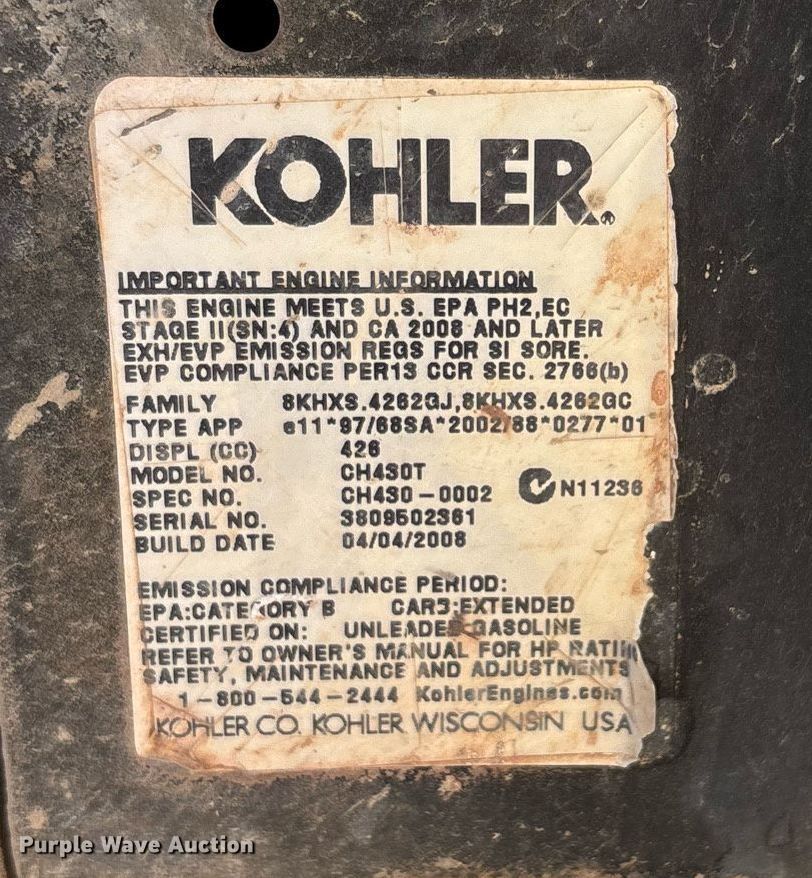 KOHLER.
IMPORTANT ENGINE INFORMATION
THIS ENGINE MEETS U.S. EPA PH2,EC
STAGE II(SN:4) AND CA 2008 AND LATER
EXH/EVP EMISSION REGS FOR SI SORE.
EVP COMPLIANCE PER13 CCR SEC. 2766(b)
FAMILY 8KHXS.4262GJ,8KHXS.4262GC
TYPE APP e11*97/68SA*2002/88*0277*01
DISPL (CC) 426
MODEL NO. CH430T
SPEC NO. CH430-0002 N11236
SERIAL NO. 3809502361
BUILD DATE 04/04/2008
EMISSION COMPLIANCE PERIOD:
EPA:CATEGORY B CARB:EXTENDED
CERTIFIED ON: UNLEADED GASOLINE
REFER TO OWNER'S MANUAL FOR HP RATING
SAFETY, MAINTENANCE AND ADJUSTMENTS
1-800-544-2444 KohlerEngines.com
KOHLER CO. KOHLER WISCONSIN USA
Purple Wave Auction